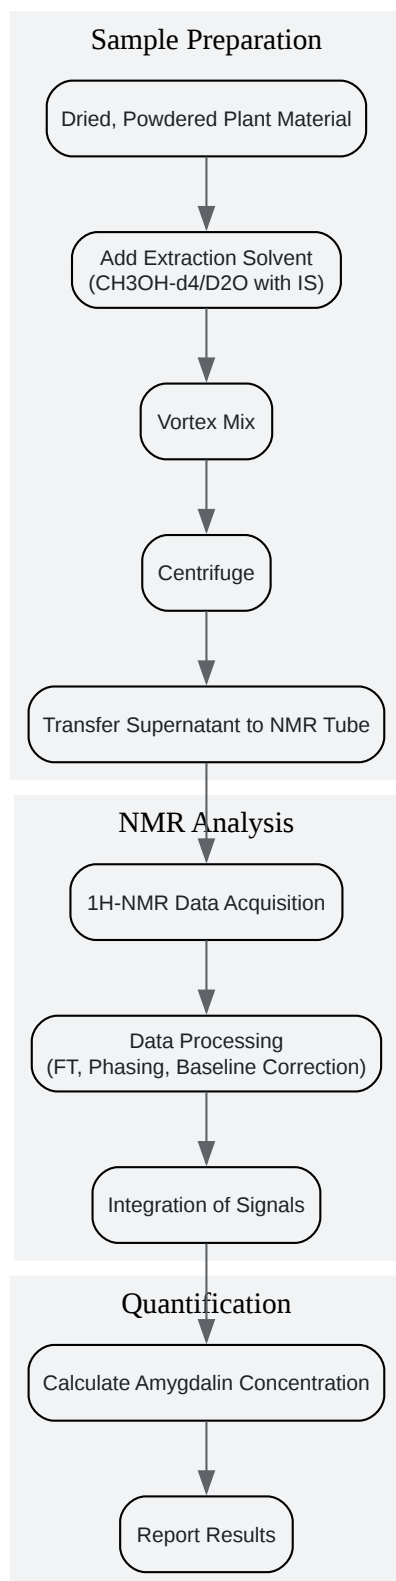 Sample Preparation
Dried, Powdered Plant Material
Add Extraction Solvent
(CH3OH-d4/D2O with IS)
Vortex Mix
Centrifuge
Transfer Supernatant to NMR Tube
NMR Analysis
1H-NMR Data Acquisition
Data Processing
(FT, Phasing, Baseline Correction)
Integration of Signals
Quantification
Calculate Amygdalin Concentration
Report Results